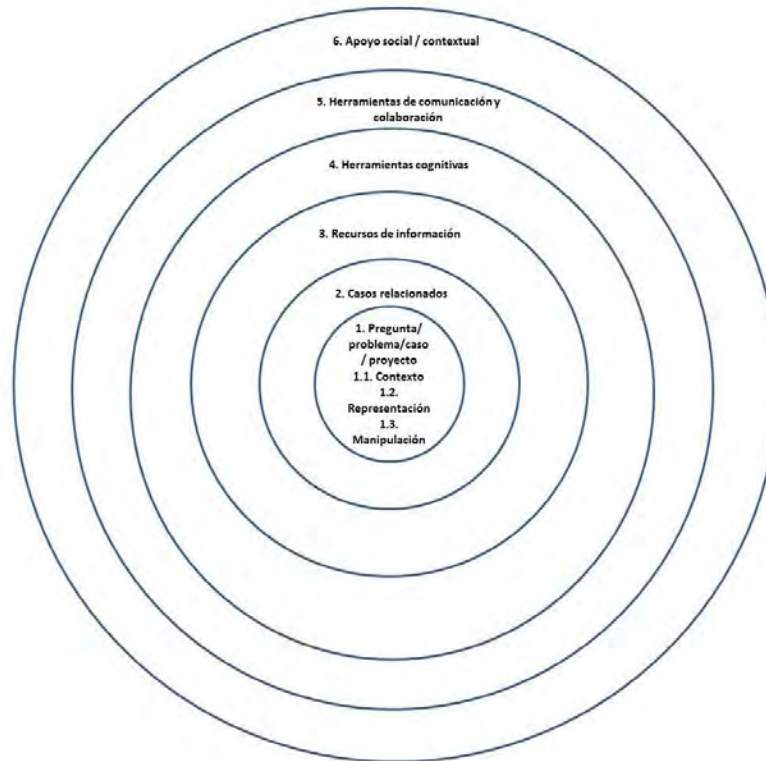 6. Apoyo social / contextual
5. Herramientas de comunicación y
colaboración
4. Herramientas cognitivas
3. Recursos de información
2. Casos relacionados
1. Pregunta/
problema/caso
/ proyecto
1.1. Contexto
1.2.
Representación
1.3.
Manipulación